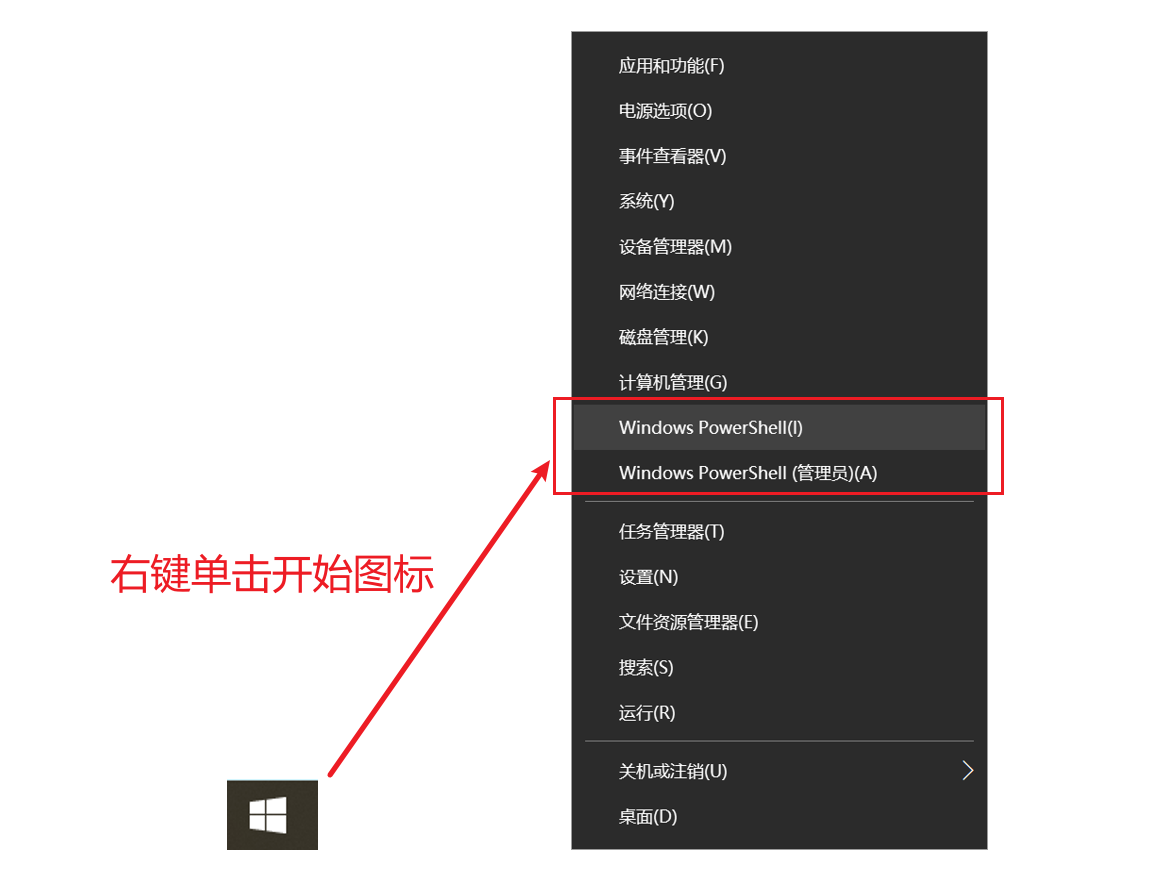 应用和功能(F)
电源选项(O)
事件查看器(V)
系统(Y)
设备管理器(M)
网络连接(W)
磁盘管理(K)
计算机管理(G)
Windows PowerShell(I)
Windows PowerShell (管理员)(A)
任务管理器(T)
设置(N)
文件资源管理器(E)
搜索(S)
运行(R)
关机或注销(U)
桌面(D)
右键单击开始图标